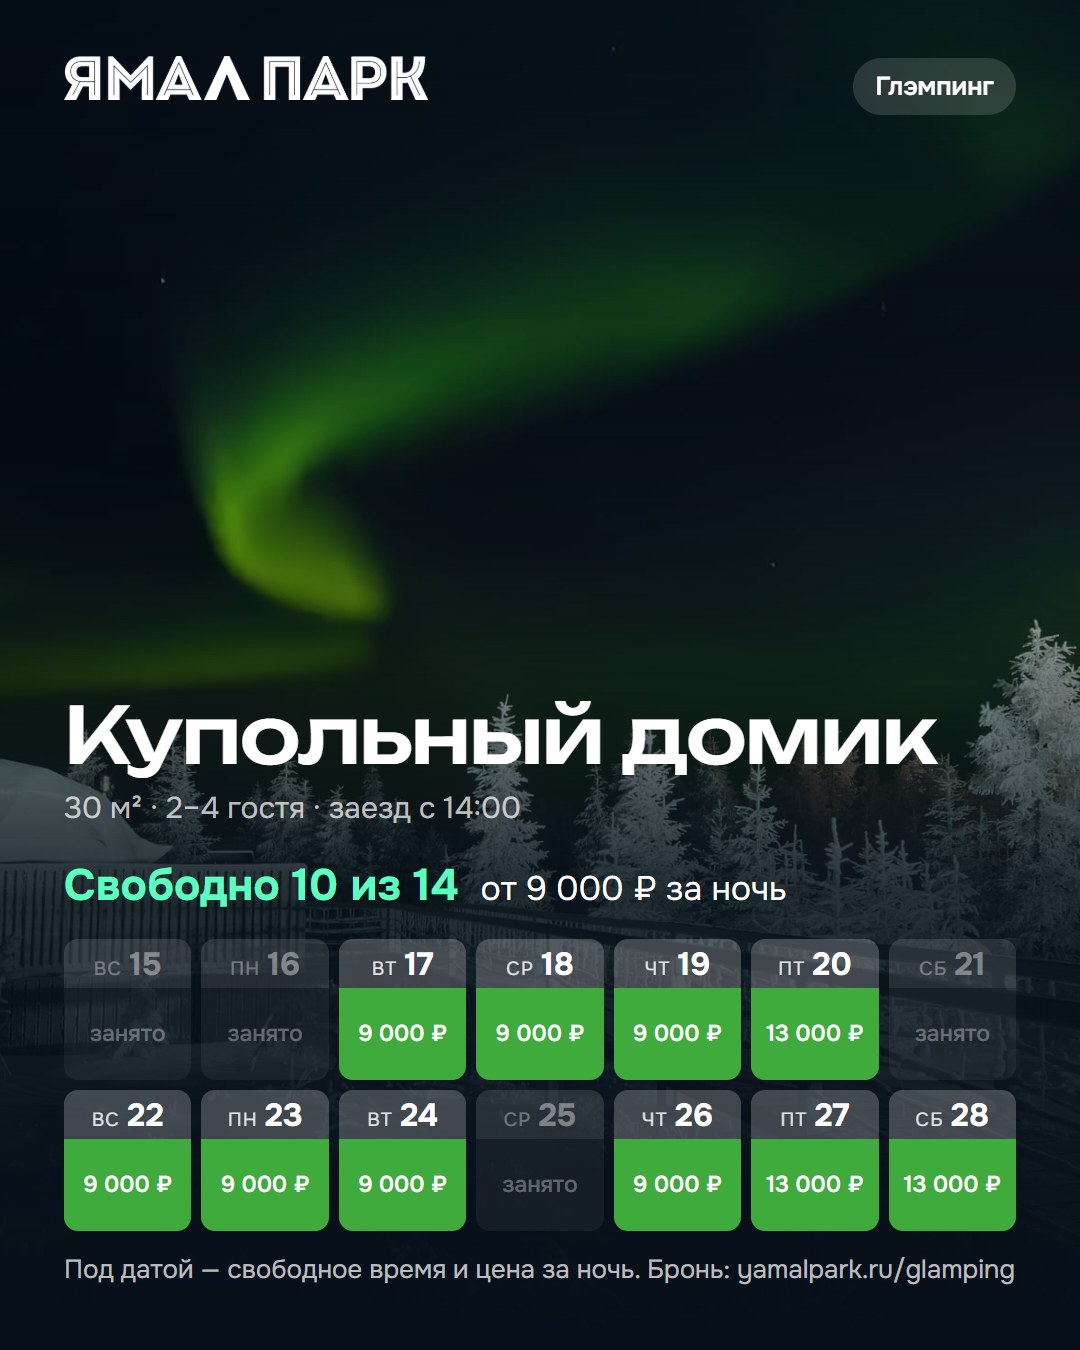 ЯМАЛ ПАРК
Глэмпинг
Купольный домик
30 м² · 2–4 гостя · заезд с 14:00
Свободно 10 из 14 от 9 000 ₽ за ночь
ВС 15 ПН 16 ВТ 17 СР 18 ЧТ 19 ПТ 20 СБ 21
занято занято 9 000 ₽ 9 000 ₽ 9 000 ₽ 13 000 ₽ занято
ВС 22 ПН 23 ВТ 24 СР 25 ЧТ 26 ПТ 27 СБ 28
9 000 ₽ 9 000 ₽ 9 000 ₽ занято 9 000 ₽ 13 000 ₽ 13 000 ₽
Под датой — свободное время и цена за ночь. Бронь: yamalpark.ru/glamping